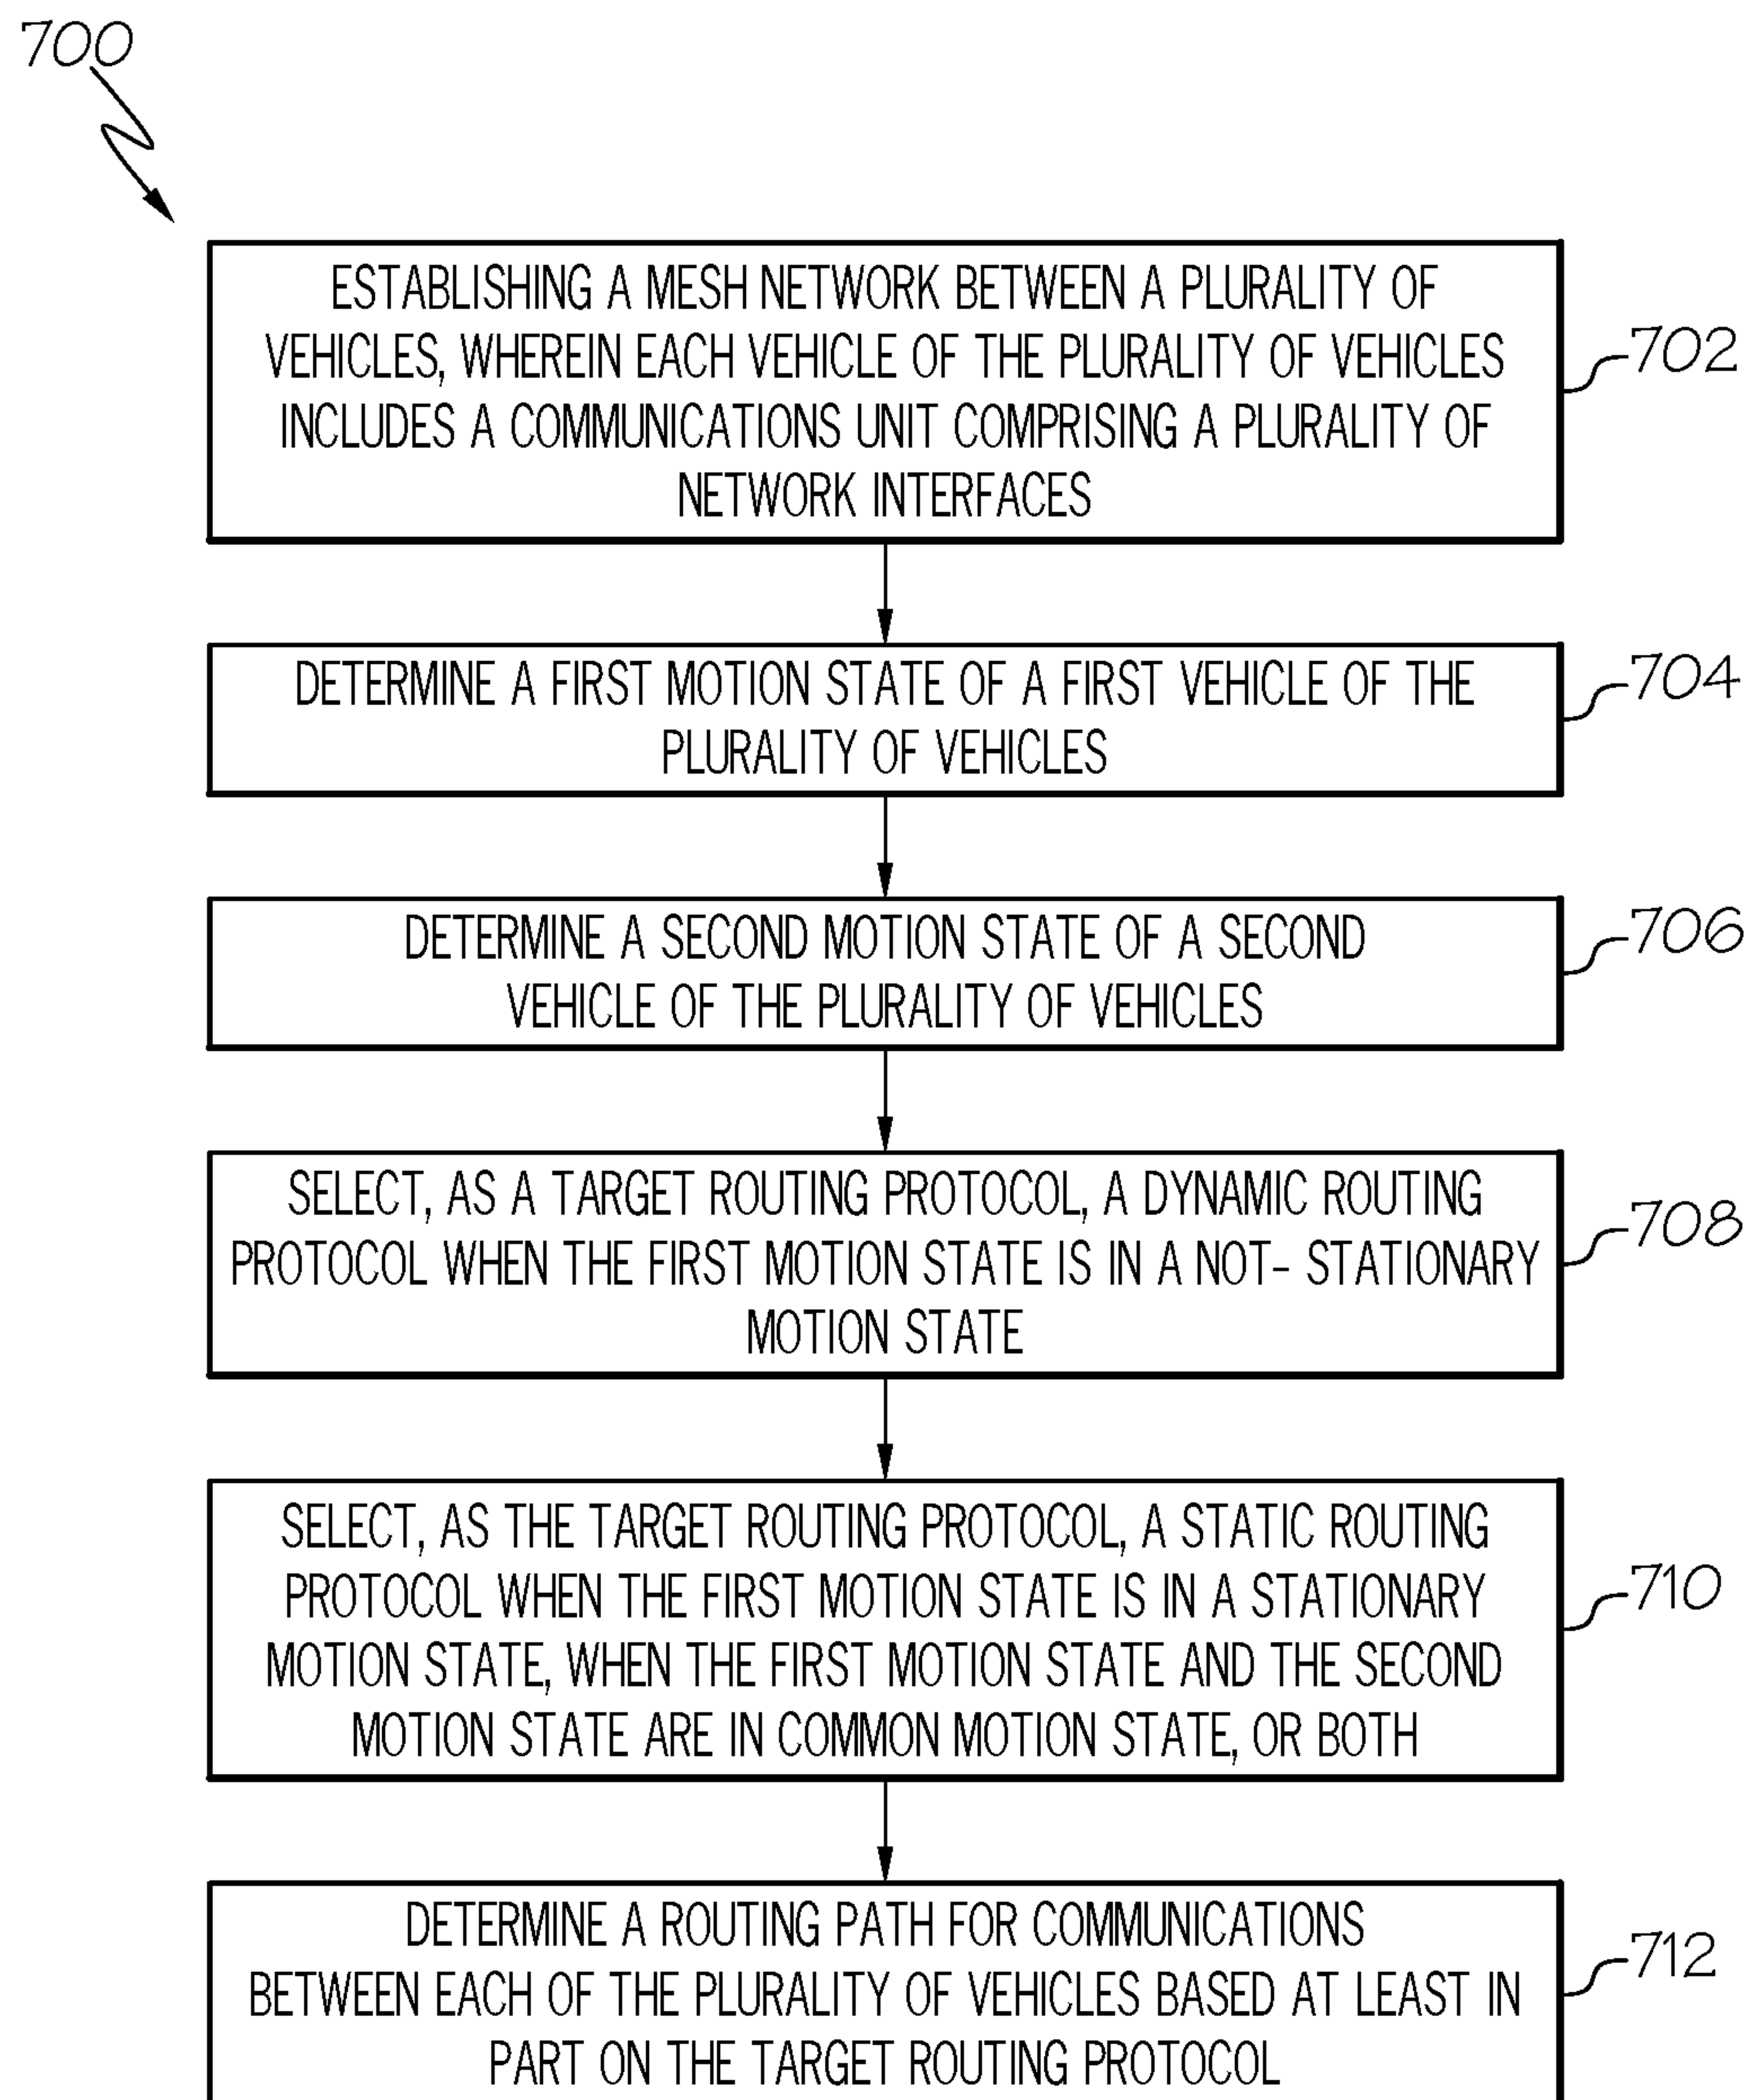 700
ESTABLISHING A MESH NETWORK BETWEEN A PLURALITY OF
VEHICLES, WHEREIN EACH VEHICLE OF THE PLURALITY OF VEHICLES
INCLUDES A COMMUNICATIONS UNIT COMPRISING A PLURALITY OF
NETWORK INTERFACES
702
DETERMINE A FIRST MOTION STATE OF A FIRST VEHICLE OF THE
PLURALITY OF VEHICLES
704
DETERMINE A SECOND MOTION STATE OF A SECOND
VEHICLE OF THE PLURALITY OF VEHICLES
706
SELECT, AS A TARGET ROUTING PROTOCOL, A DYNAMIC ROUTING
PROTOCOL WHEN THE FIRST MOTION STATE IS IN A NOT- STATIONARY
MOTION STATE
708
SELECT, AS THE TARGET ROUTING PROTOCOL, A STATIC ROUTING
PROTOCOL WHEN THE FIRST MOTION STATE IS IN A STATIONARY
MOTION STATE, WHEN THE FIRST MOTION STATE AND THE SECOND
MOTION STATE ARE IN COMMON MOTION STATE, OR BOTH
710
DETERMINE A ROUTING PATH FOR COMMUNICATIONS
BETWEEN EACH OF THE PLURALITY OF VEHICLES BASED AT LEAST IN
PART ON THE TARGET ROUTING PROTOCOL
712